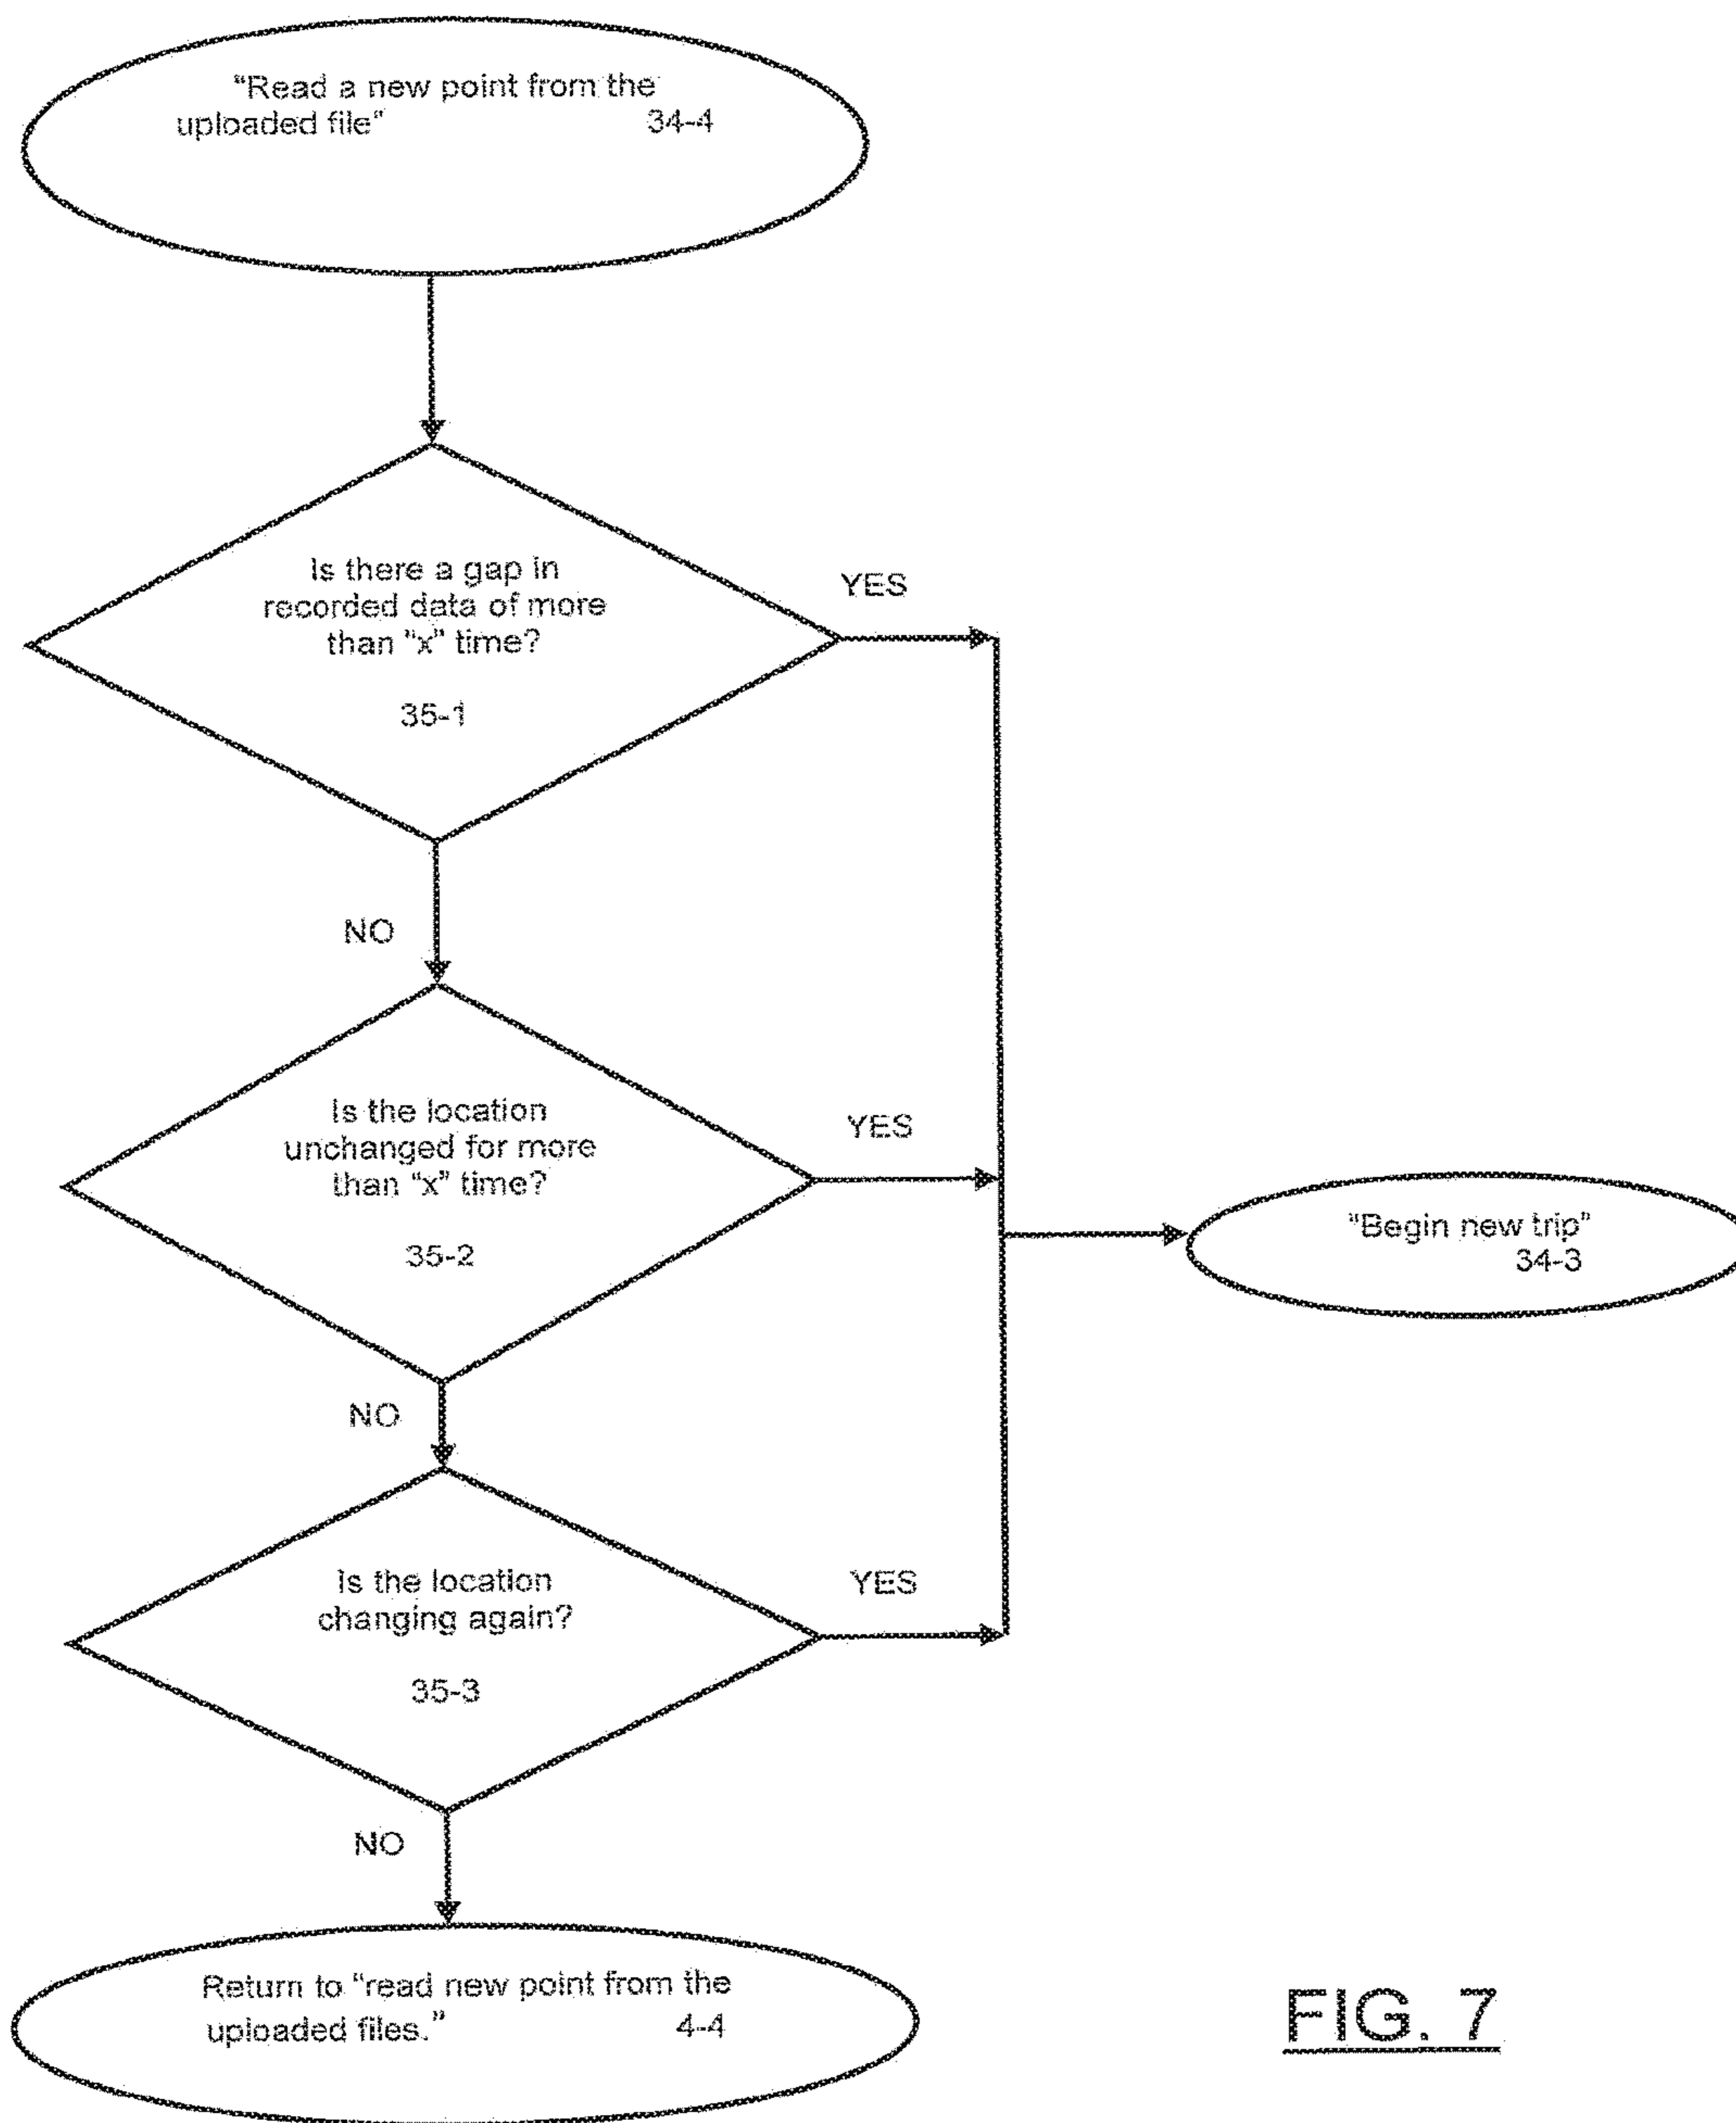 “Read a new point from the
uploaded file” 34-4
Is there a gap in
recorded data of more
than “x” time?
35-1
YES
NO
Is the location
unchanged for more
than “x” time?
35-2
YES
NO
“Begin new trip”
34-3
Is the location
changing again?
35-3
YES
NO
Return to “read new point from the
uploaded files.” 4-4
FIG. 7